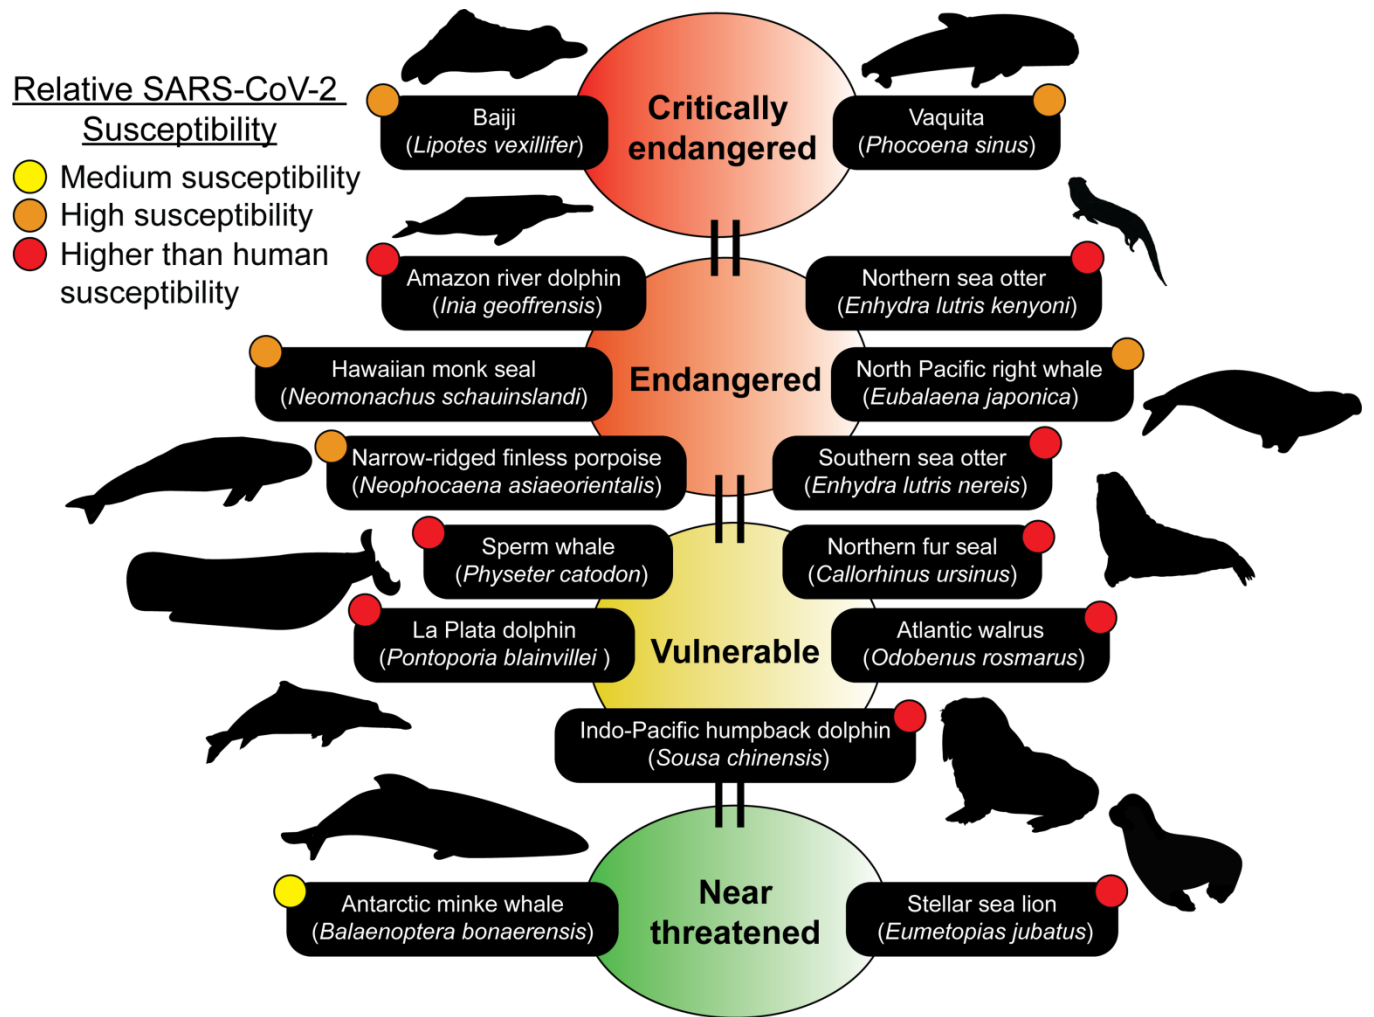 Relative SARS-CoV-2
Susceptibility
Medium susceptibility
High susceptibility
Higher than human
susceptibility
Critically
endangered
Baiji
(Lipotes vexillifer)
Vaquita
(Phocoena sinus)
Endangered
Amazon river dolphin
(Inia geoffrensis)
Northern sea otter
(Enhydra lutris kenyoni)
Hawaiian monk seal
(Neomonachus schauinslandi)
North Pacific right whale
(Eubalaena japonica)
Narrow-ridged finless porpoise
(Neophocaena asiaeorientalis)
Southern sea otter
(Enhydra lutris nereis)
Vulnerable
Sperm whale
(Physeter catodon)
Northern fur seal
(Callorhinus ursinus)
La Plata dolphin
(Pontoporia blainvillei )
Atlantic walrus
(Odobenus rosmarus)
Indo-Pacific humpback dolphin
(Sousa chinensis)
Near
threatened
Antarctic minke whale
(Balaenoptera bonaerensis)
Stellar sea lion
(Eumetopias jubatus)